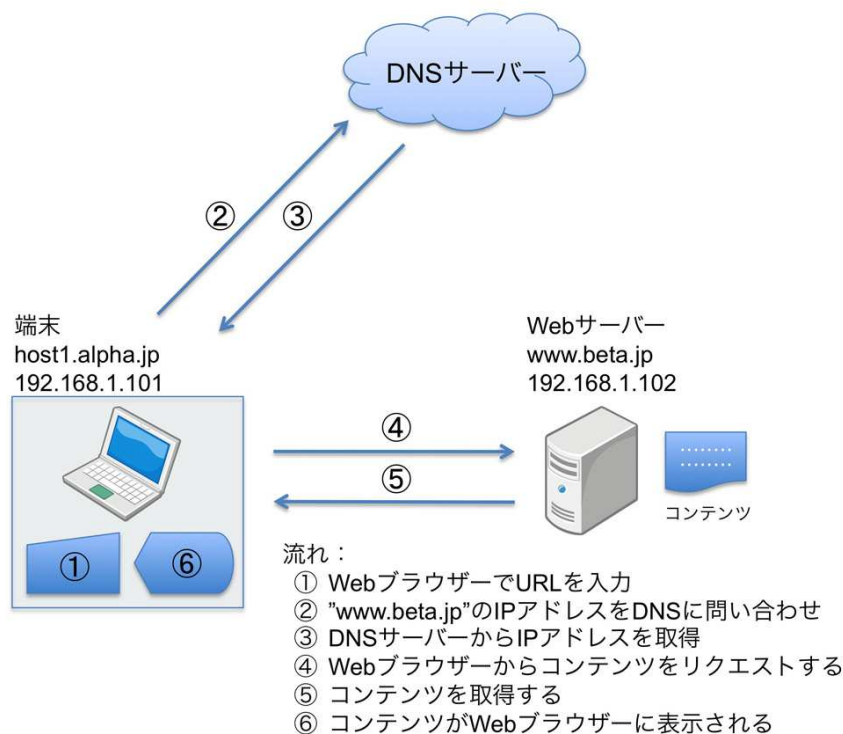 DNSサーバー
②
③
端末
host1.alpha.jp
192.168.1.101
Webサーバー
www.beta.jp
192.168.1.102
④
⑤
コンテンツ
①
⑥
流れ：
① WebブラウザーでURLを入力
② ”www.beta.jp”のIPアドレスをDNSに問い合わせ
③ DNSサーバーからIPアドレスを取得
④ Webブラウザーからコンテンツをリクエストする
⑤ コンテンツを取得する
⑥ コンテンツがWebブラウザーに表示される